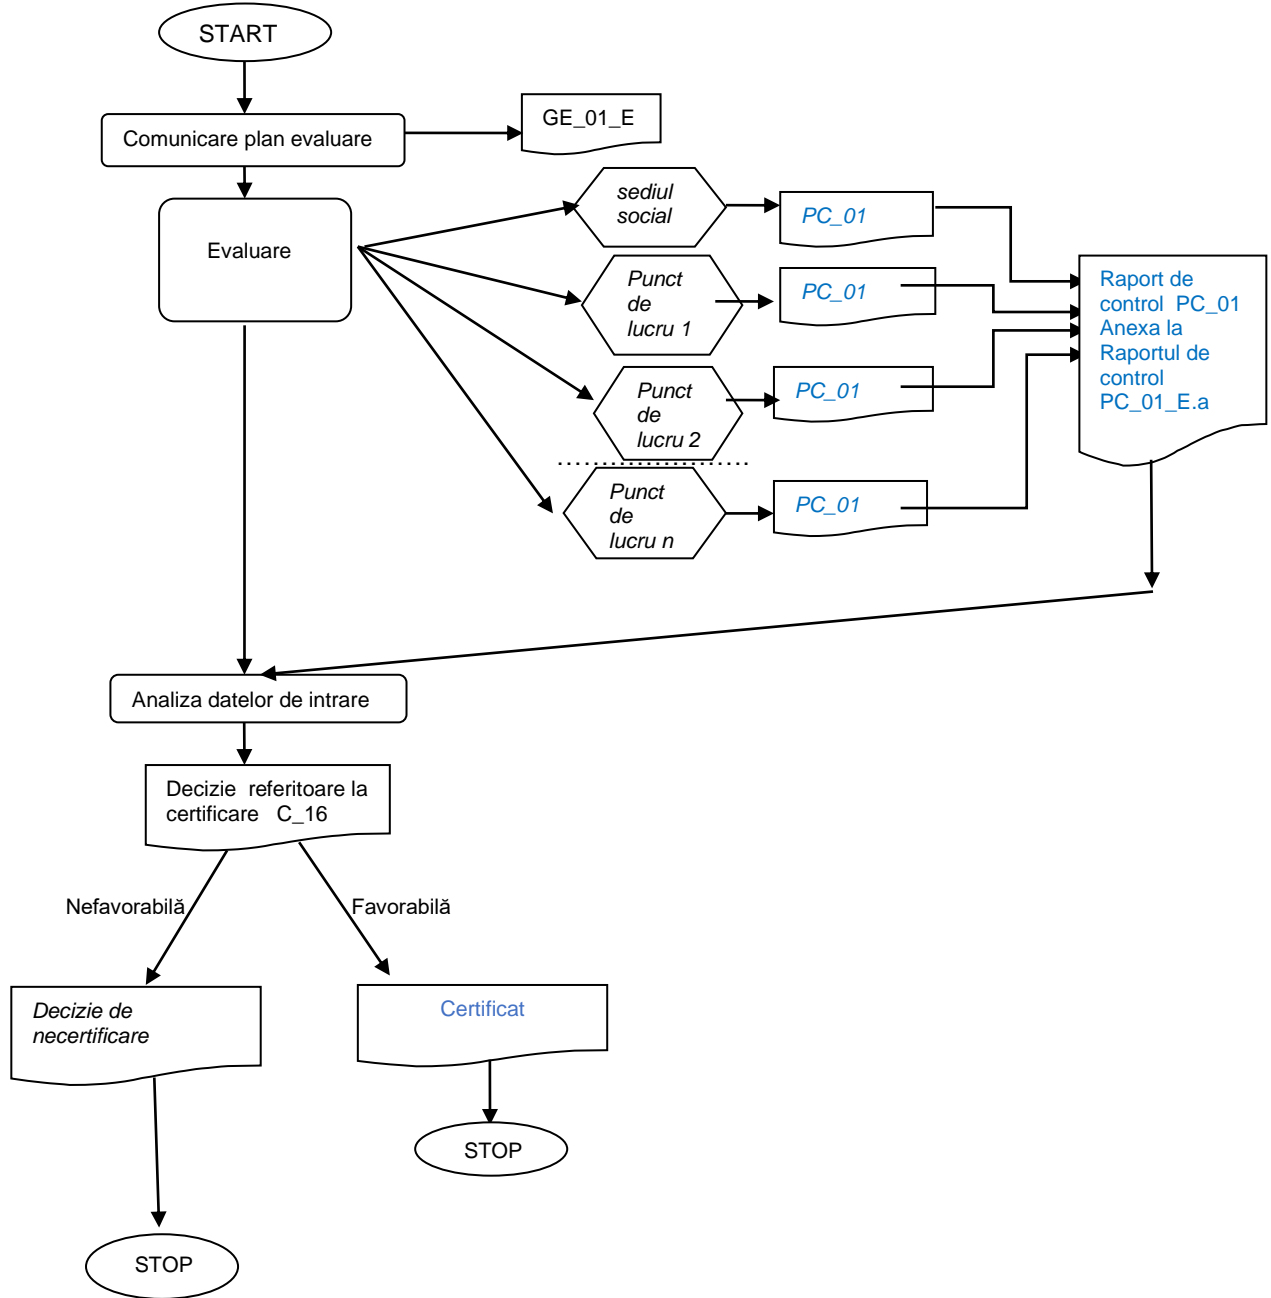 START
Comunicare plan evaluare
GE_01_E
Evaluare
sediul
social
PC_01
Punct
de
lucru 1
PC_01
Punct
de
lucru 2
PC_01
Punct
de
lucru n
PC_01
Raport de
control PC_01
Anexa la
Raportul de
control
PC_01_E.a
Analiza datelor de intrare
Decizie referitoare la
certificare C_16
Nefavorabilă
Favorabilă
Decizie de
necertificare
Certificat
STOP
STOP